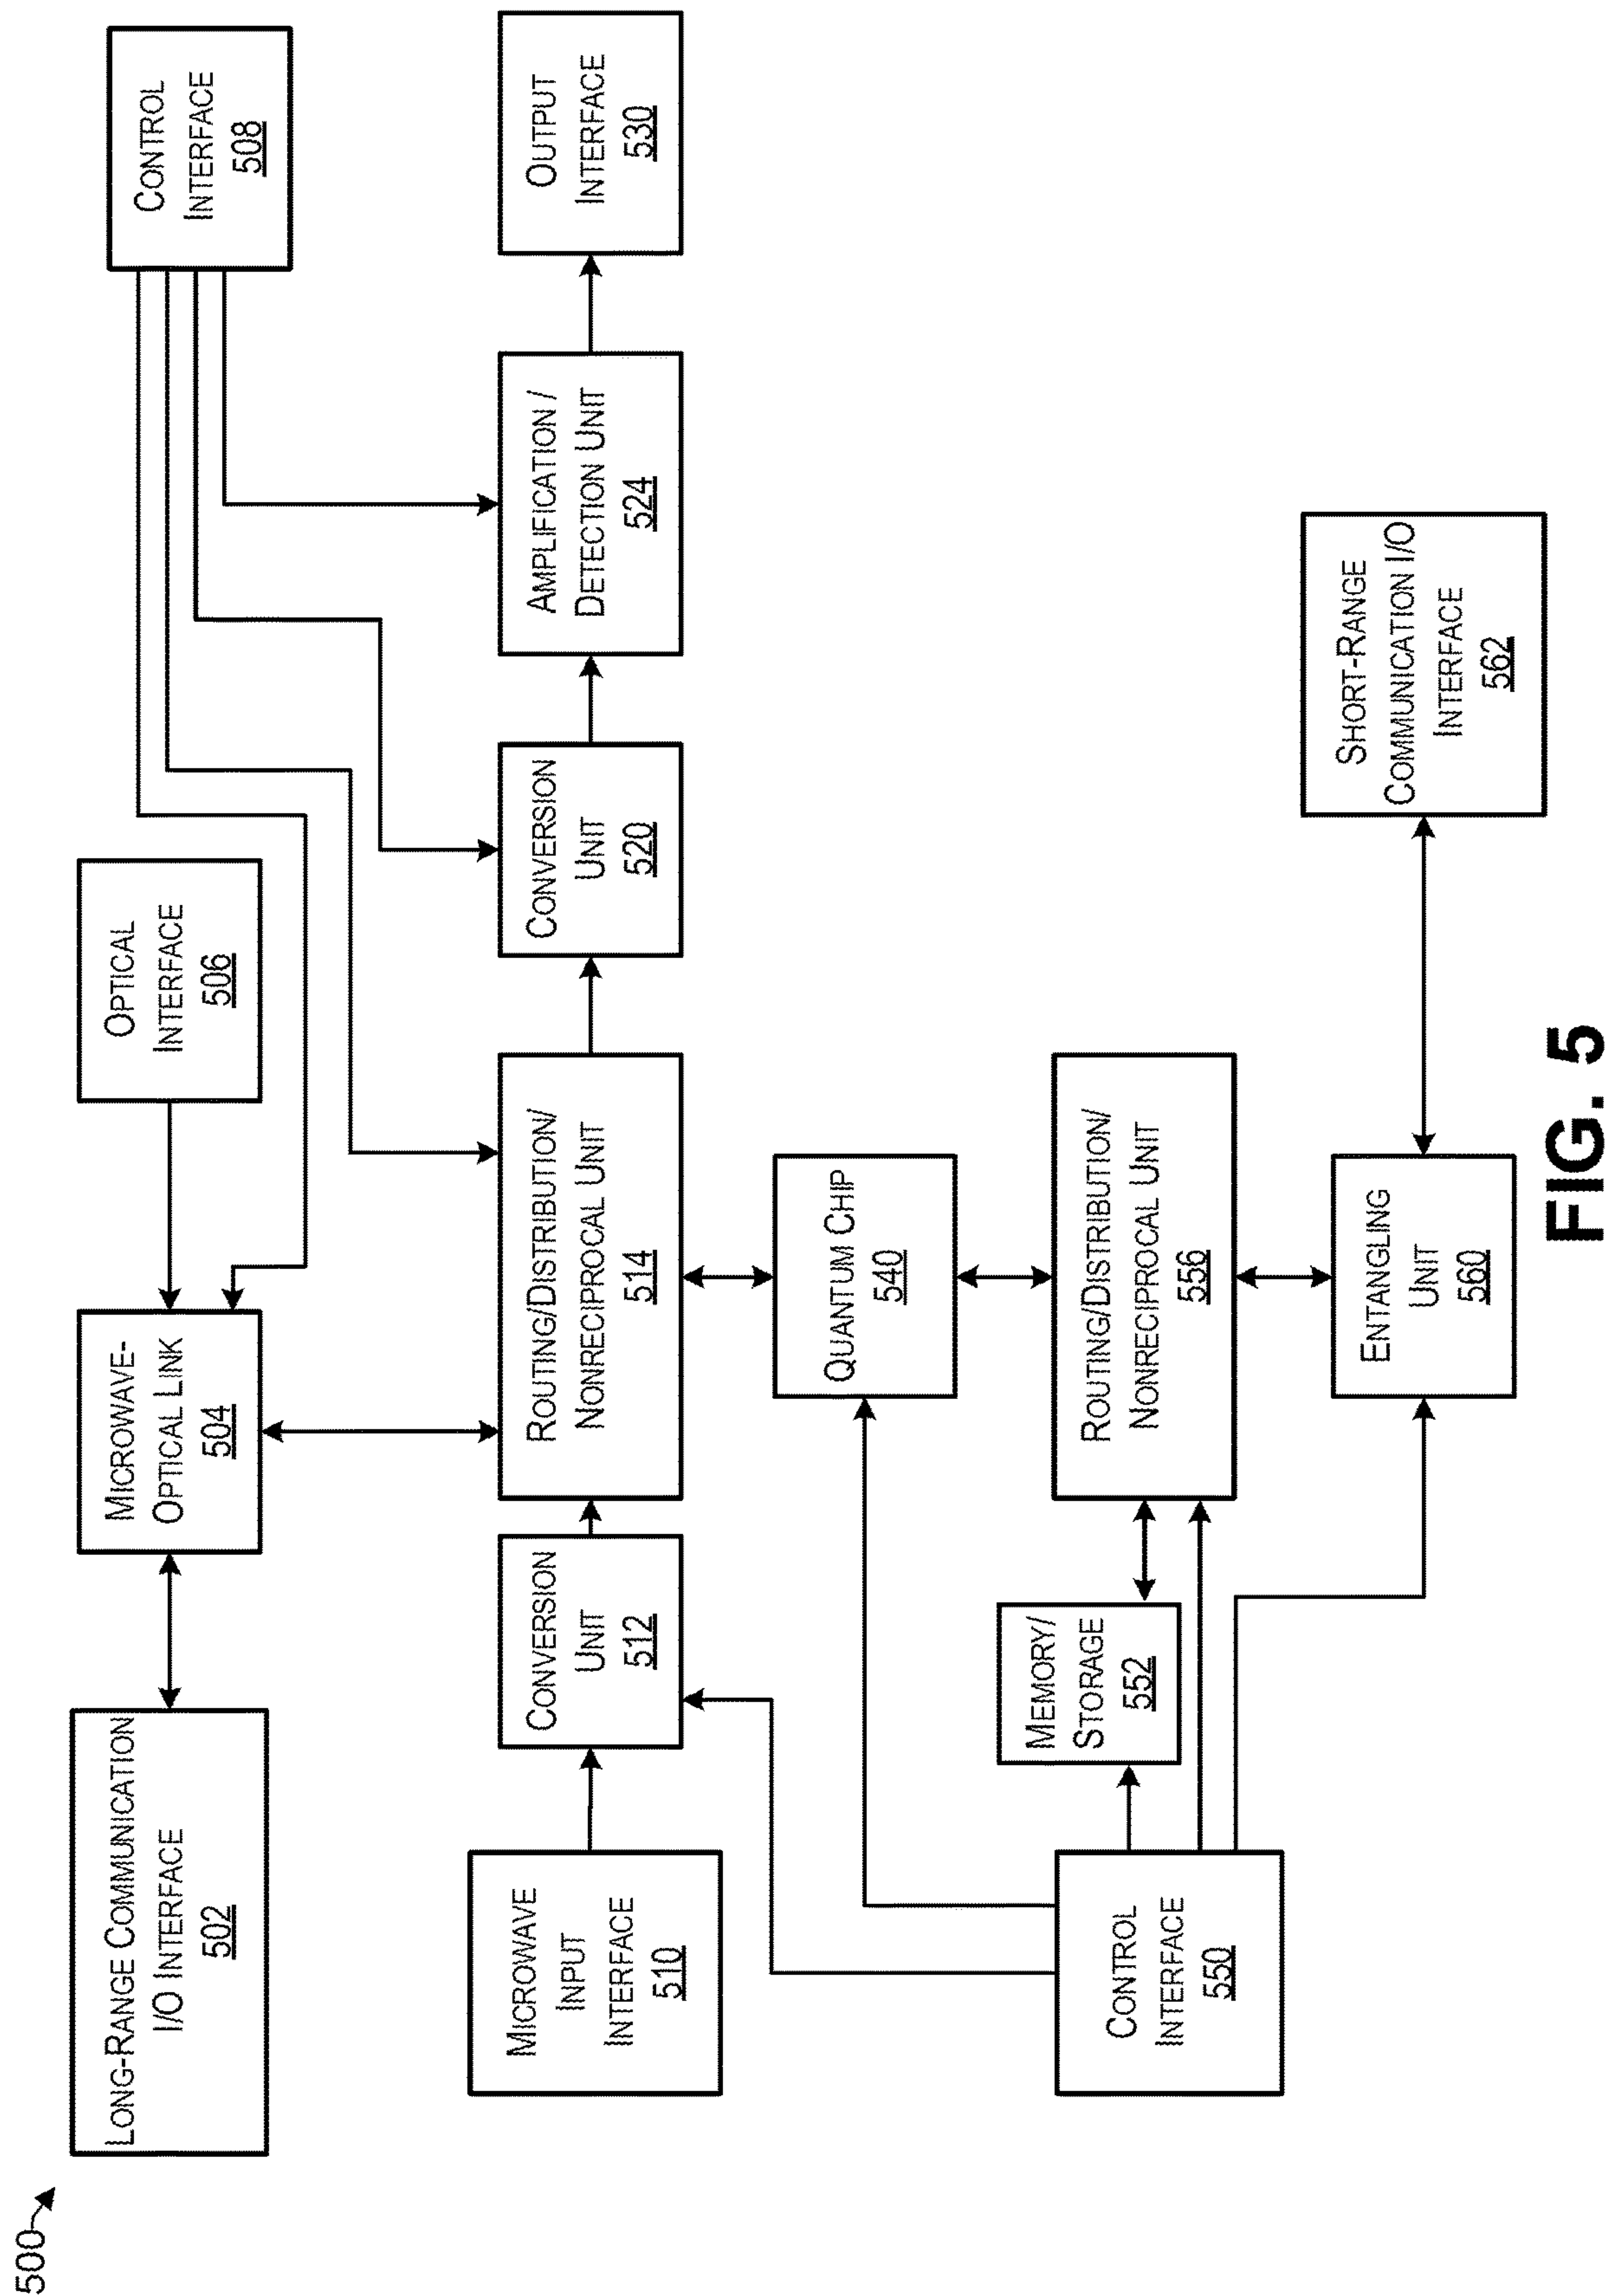 500
LONG-RANGE COMMUNICATION
I/O INTERFACE
502
MICROWAVE-
OPTICAL LINK
504
OPTICAL
INTERFACE
506
CONTROL
INTERFACE
508
MICROWAVE
INPUT
INTERFACE
510
CONVERSION
UNIT
512
ROUTING/DISTRIBUTION/
NONRECIPROCAL UNIT
514
CONVERSION
UNIT
520
AMPLIFICATION /
DETECTION UNIT
524
OUTPUT
INTERFACE
530
QUANTUM CHIP
540
CONTROL
INTERFACE
550
MEMORY/
STORAGE
552
ROUTING/DISTRIBUTION/
NONRECIPROCAL UNIT
556
ENTANGLING
UNIT
560
SHORT-RANGE
COMMUNICATION I/O
INTERFACE
562
FIG. 5